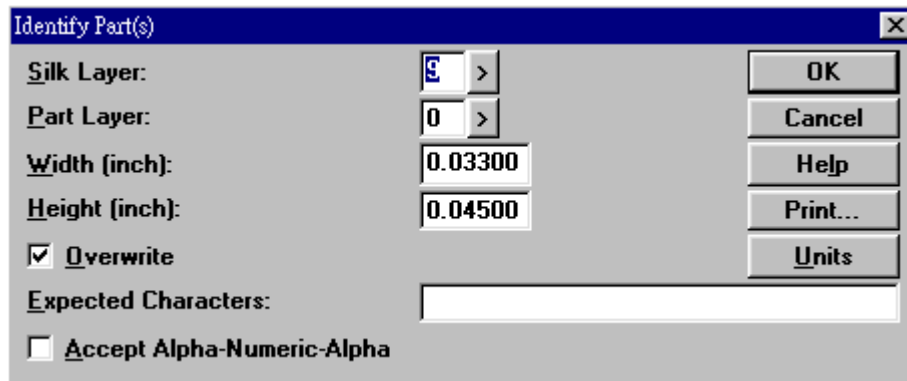 Identify Part(s)
Silk Layer: >
OK
Part Layer: 0 >
Cancel
Width (inch): 0.03300
Help
Height (inch): 0.04500
Print...
Overwrite
Units
Expected Characters:
Accept Alpha-Numeric-Alpha